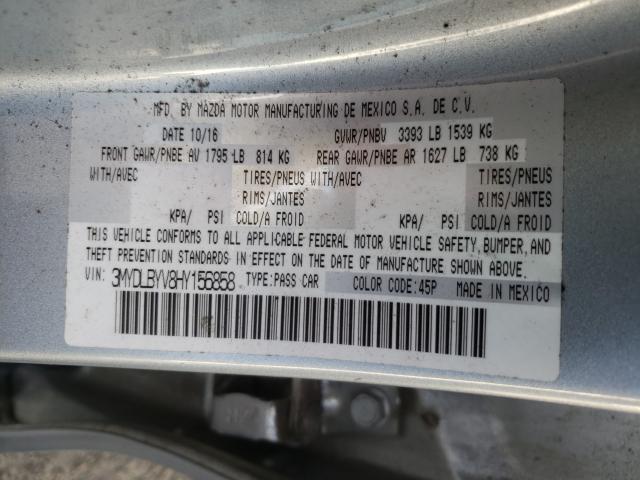 MFD. BY MAZDA MOTOR MANUFACTURING DE MEXICO S.A. DE C.V.
DATE 10/16 GVWR/PNBV 3393 LB 1539 KG
FRONT GAWR/PNBE AV 1795 LB 814 KG REAR GAWR/PNBE AR 1627 LB 738 KG
WITH/AVEC TIRES/PNEUS WITH/AVEC TIRES/PNEUS
RIMS/JANTES RIMS/JANTES
KPA/ PSI COLD/A FROID KPA/ PSI COLD/A FROID
THIS VEHICLE CONFORMS TO ALL APPLICABLE FEDERAL MOTOR VEHICLE SAFETY, BUMPER, AND
THEFT PREVENTION STANDARDS IN EFFECT ON THE DATE OF MANUFACTURE SHOWN ABOVE.
VIN: 3MYDLBYV8HY156858 TYPE:PASS CAR COLOR CODE:45P MADE IN MEXICO